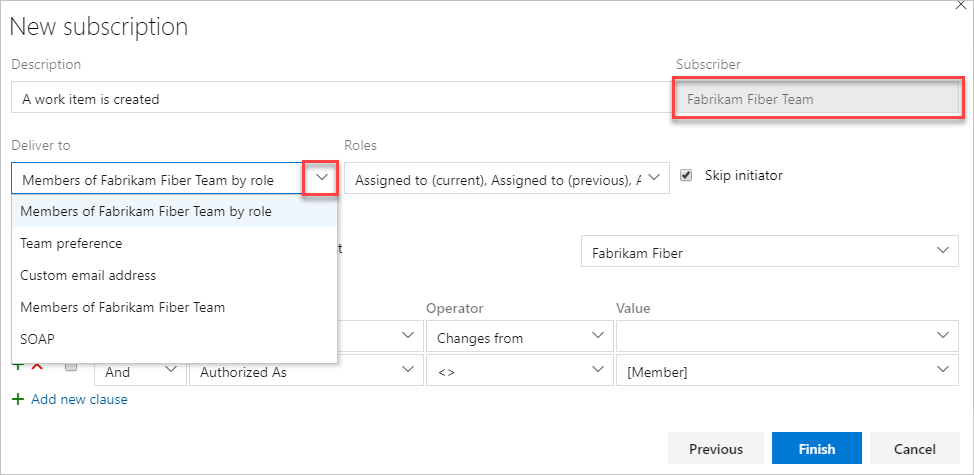 New subscription
Description Subscriber
A work item is created Fabrikam Fiber Team
Deliver to Roles
Members of Fabrikam Fiber Team by role Assigned to (current), Assigned to (previous), Skip initiator
Members of Fabrikam Fiber Team by role
Team preference
Fabrikam Fiber
Custom email address
Members of Fabrikam Fiber Team
Operator Value
SOAP
Changes from
And Authorized As <> [Member]
+ Add new clause
Previous Finish Cancel